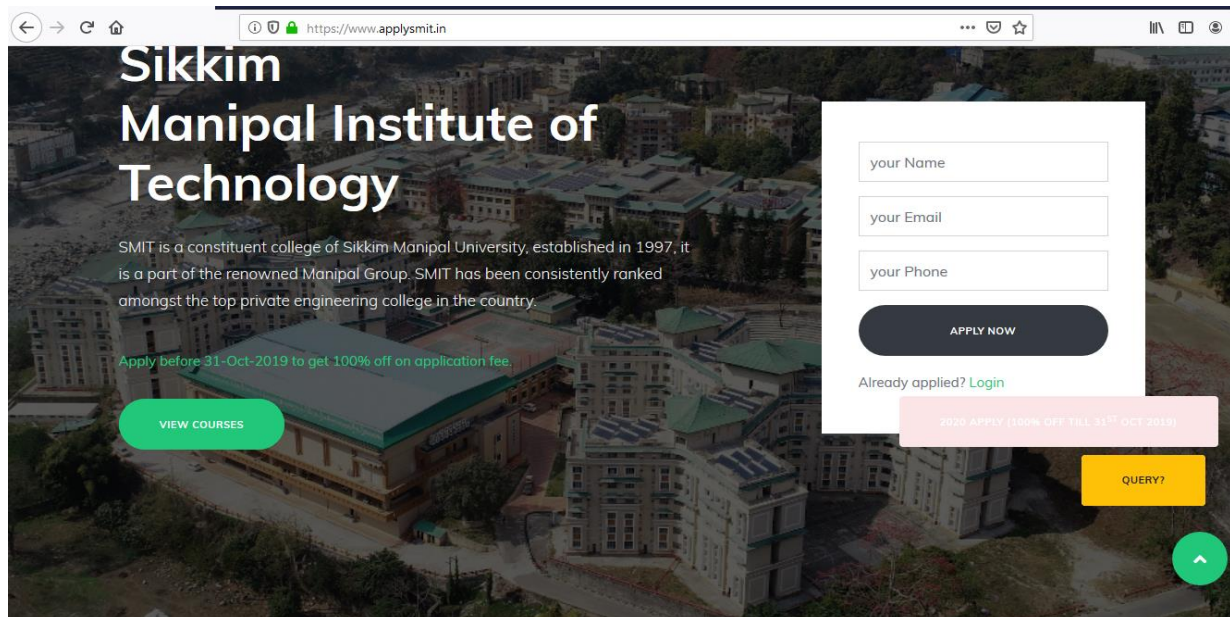 https://www.applysmit.in
Sikkim
Manipal Institute of
Technology
SMIT is a constituent college of Sikkim Manipal University, established in 1997, it
is a part of the renowned Manipal Group. SMIT has been consistently ranked
amongst the top private engineering college in the country.
Apply before 31-Oct-2019 to get 100% off on application fee.
VIEW COURSES
your Name
your Email
your Phone
APPLY NOW
Already applied? Login
2020 APPLY (100% OFF TILL 31ST OCT 2019)
QUERY?